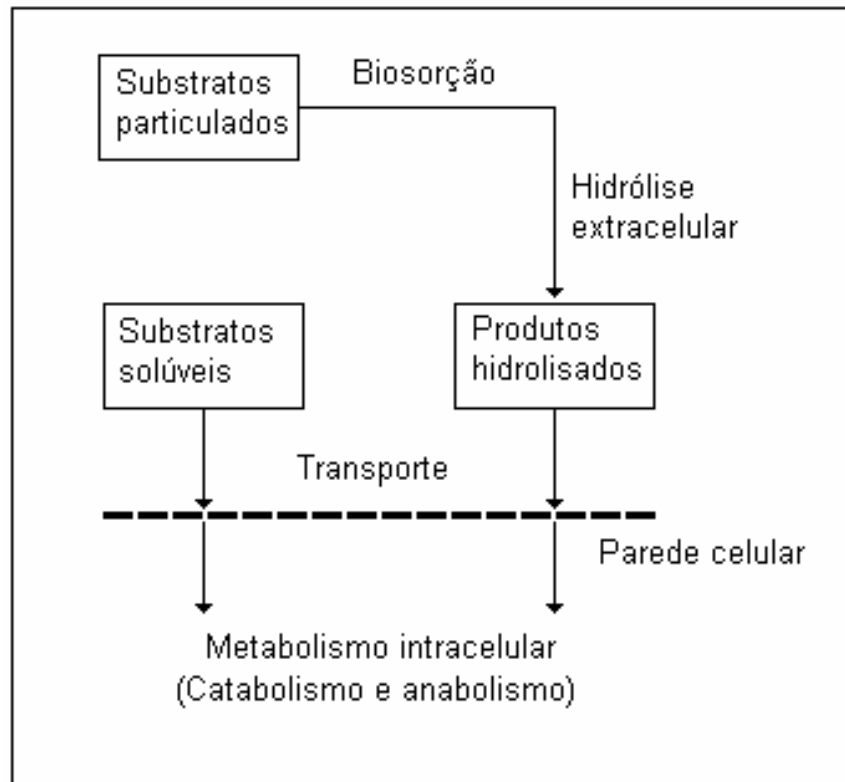 Substratos
particulados
Biosorção
Hidrólise
extracelular
Substratos
solúveis
Produtos
hidrolisados
Transporte
Parede celular
Metabolismo intracelular
(Catabolismo e anabolismo)